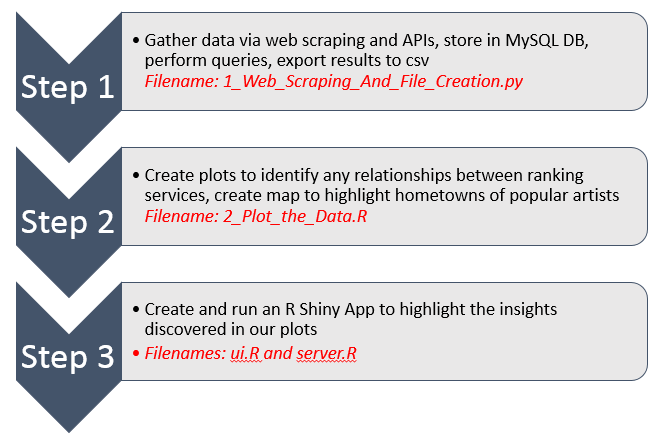 Step 1
• Gather data via web scraping and APIs, store in MySQL DB,
perform queries, export results to csv
Filename: 1_Web_Scraping_And_File_Creation.py
Step 2
• Create plots to identify any relationships between ranking
services, create map to highlight hometowns of popular artists
Filename: 2_Plot_the_Data.R
Step 3
• Create and run an R Shiny App to highlight the insights
discovered in our plots
• Filenames: ui.R and server.R